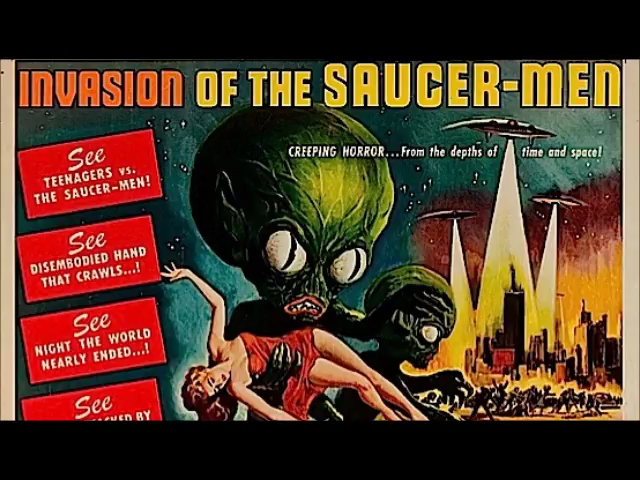 INVASION OF THE SAUCER-MEN
CREEPING HORROR...From the depths of time and space!
See
TEENAGERS vs.
THE SAUCER-MEN!
See
DISEMBODIED HAND
THAT CRAWLS...!
See
NIGHT THE WORLD
NEARLY ENDED...!
See
BY